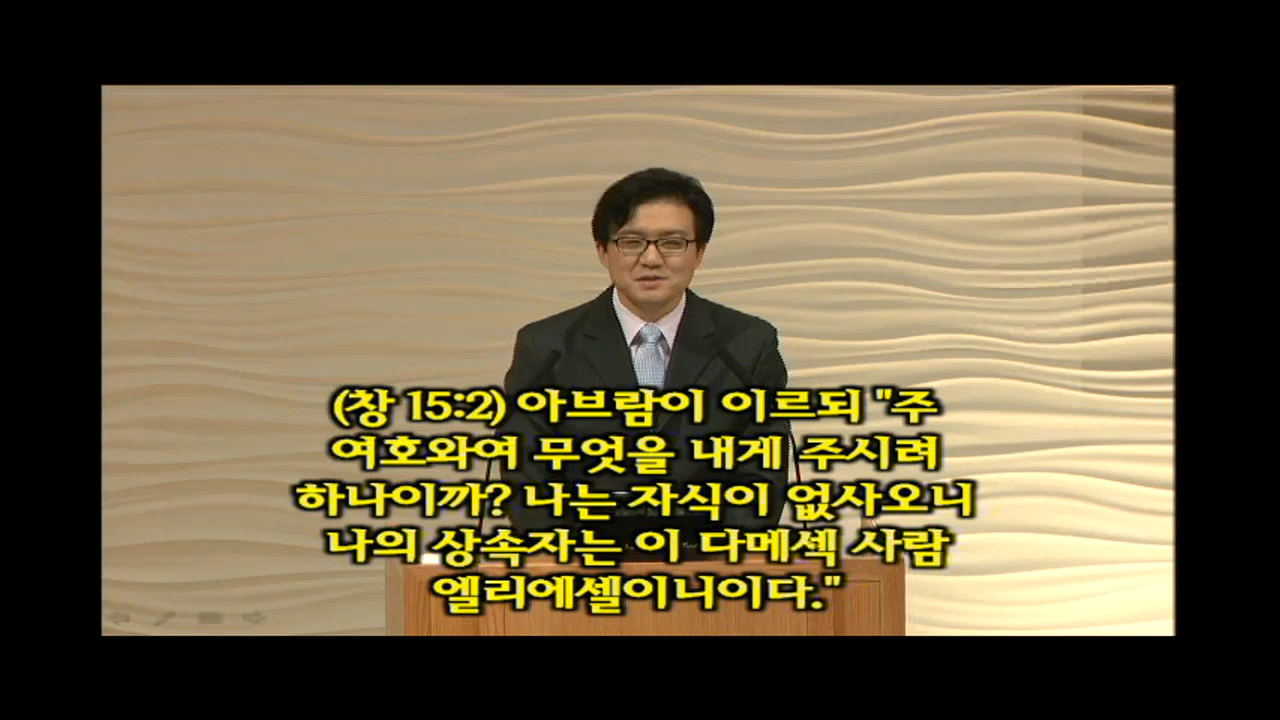 (창 15:2) 아브람이 이르되 "주
여호와여 무엇을 내게 주시려
하나이까? 나는 자식이 없사오니
나의 상속자는 이 다메섹 사람
엘리에셀이니이다."